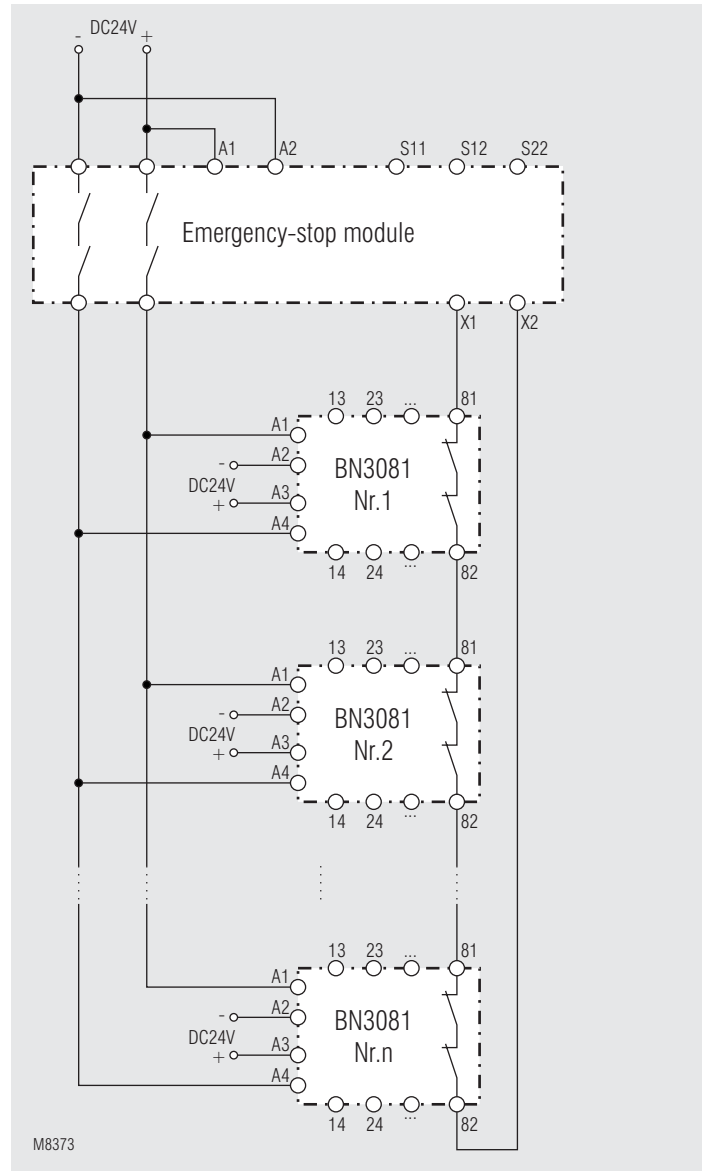 - DC24V +
A1 A2 S11 S12 S22
Emergency-stop module
X1 X2
13 23 ... 81
A1
A2 -
DC24V
A3 +
A4
BN3081
Nr.1
14 24 ... 82
13 23 ... 81
A1
A2 -
DC24V
A3 +
A4
BN3081
Nr.2
14 24 ... 82
13 23 ... 81
A1
A2 -
DC24V
A3 +
A4
BN3081
Nr.n
14 24 ... 82
M8373